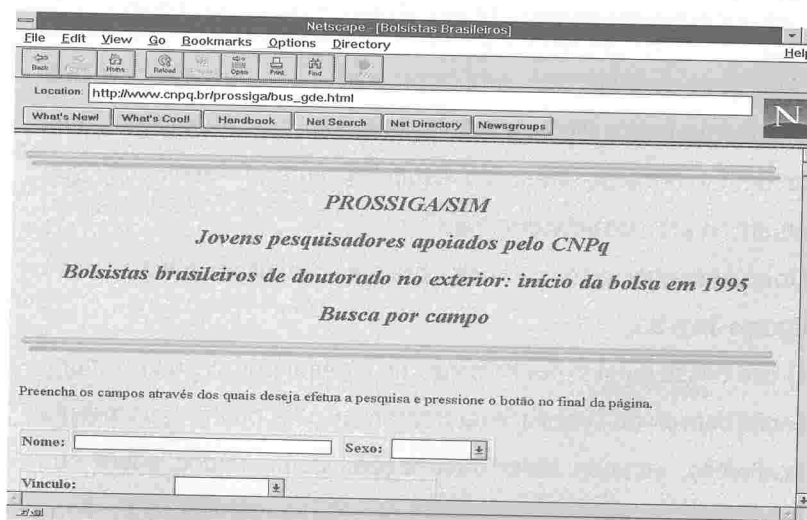 Netscape - [Bolsistas Brasileiros]
File Edit View Go Bookmarks Options Directory
Help
Back Home Reload Open Print Find
Location: http://www.cnpq.br/prossiga/bus_gde.html
What's New! What's Cool! Handbook Net Search Net Directory Newsgroups
N
PROSSIGA/SIM
Jovens pesquisadores apoiados pelo CNPq
Bolsistas brasileiros de doutorado no exterior: início da bolsa em 1995
Busca por campo
Preencha os campos através dos quais deseja efetua a pesquisa e pressione o botão no final da página.
Nome: Sexo:
Vínculo: